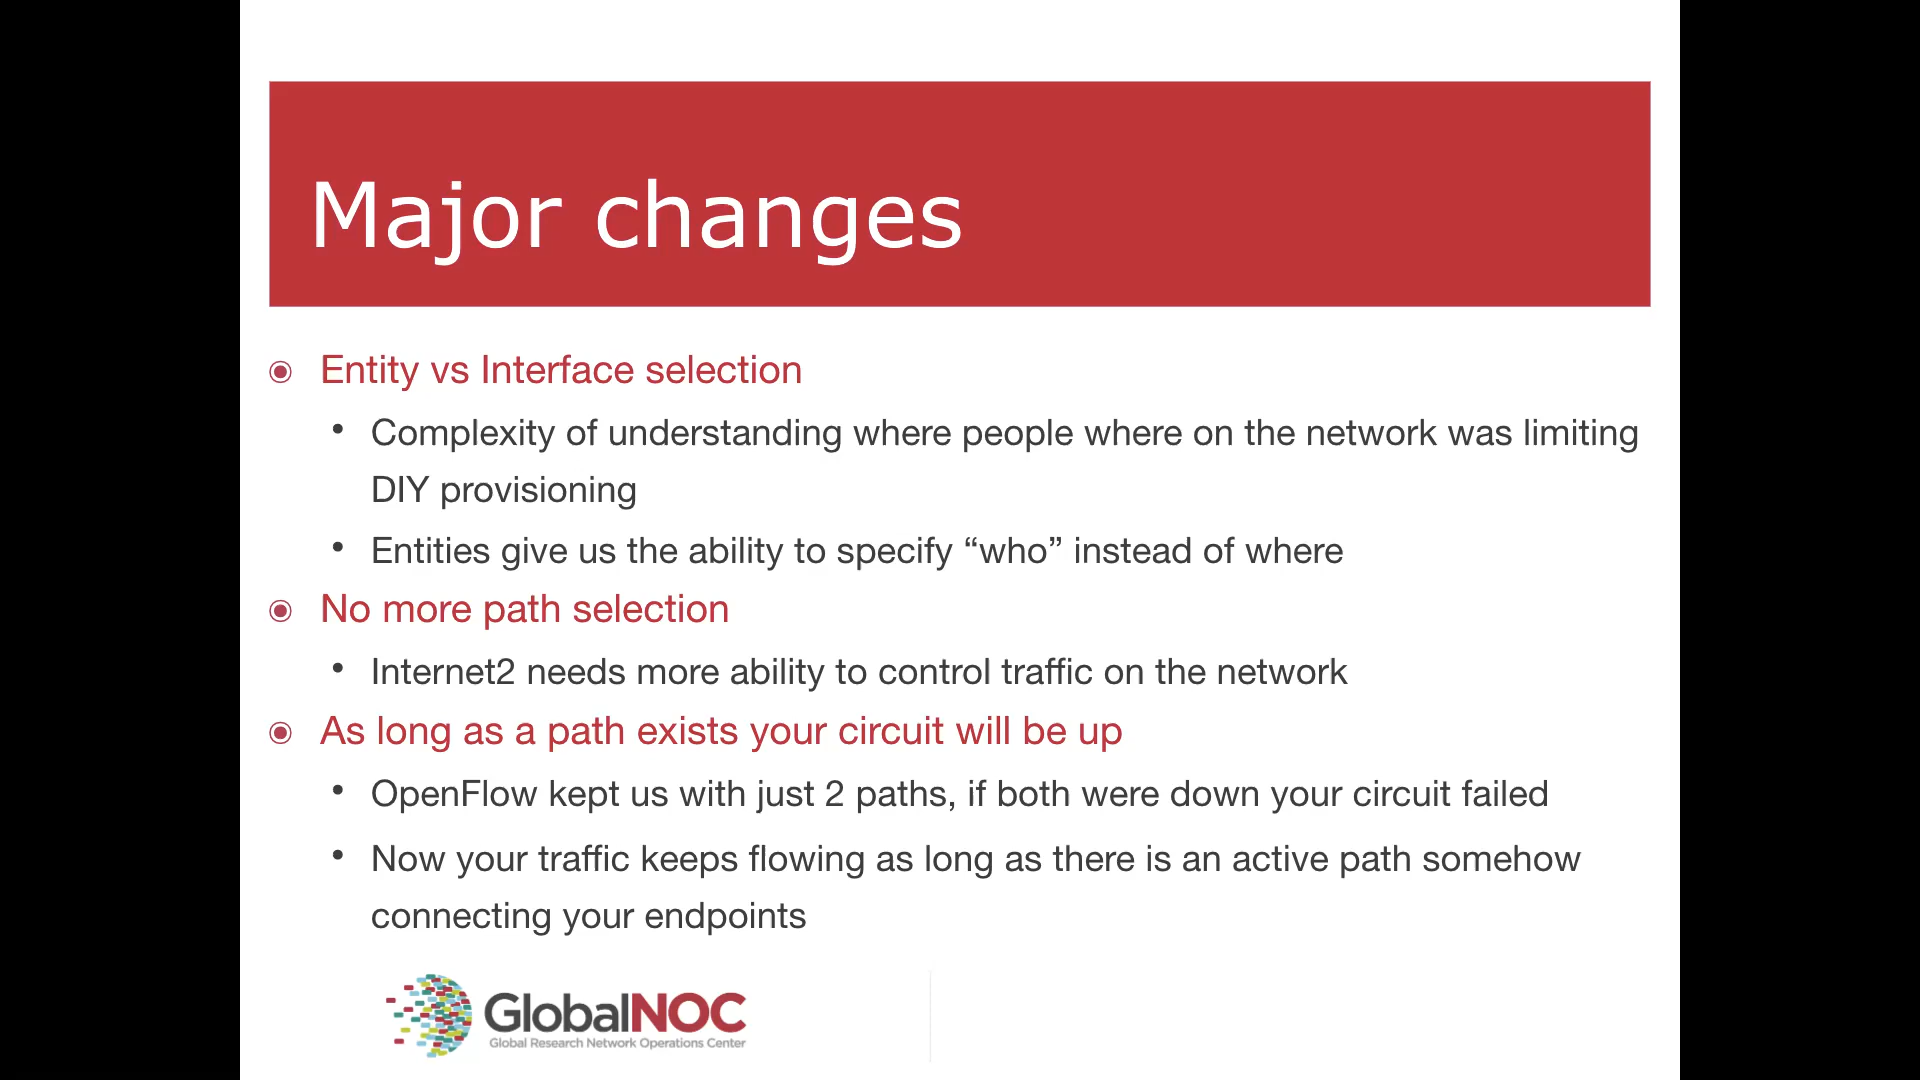 Major changes
Entity vs Interface selection
• Complexity of understanding where people where on the network was limiting
DIY provisioning
• Entities give us the ability to specify “who” instead of where
No more path selection
• Internet2 needs more ability to control traffic on the network
As long as a path exists your circuit will be up
• OpenFlow kept us with just 2 paths, if both were down your circuit failed
• Now your traffic keeps flowing as long as there is an active path somehow
connecting your endpoints
GlobalNOC
Global Research Network Operations Center